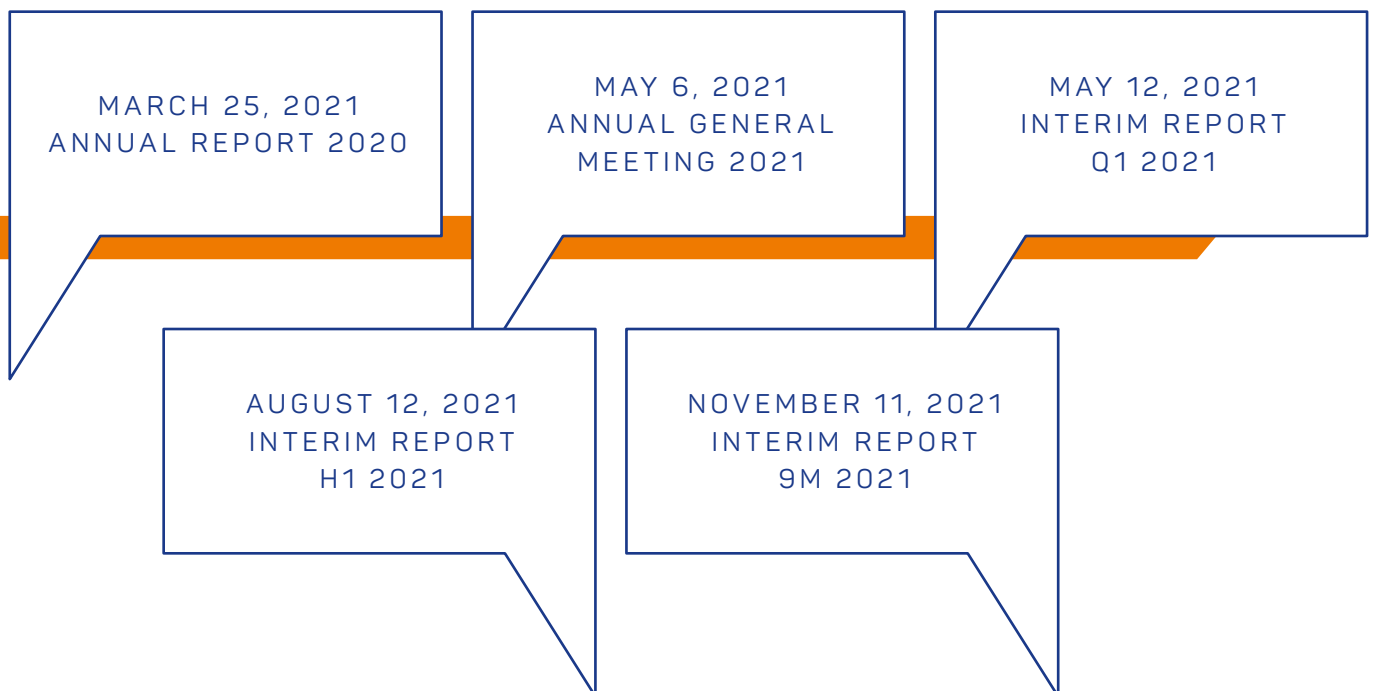 MARCH 25, 2021
ANNUAL REPORT 2020
MAY 6, 2021
ANNUAL GENERAL
MEETING 2021
MAY 12, 2021
INTERIM REPORT
Q1 2021
AUGUST 12, 2021
INTERIM REPORT
H1 2021
NOVEMBER 11, 2021
INTERIM REPORT
9M 2021